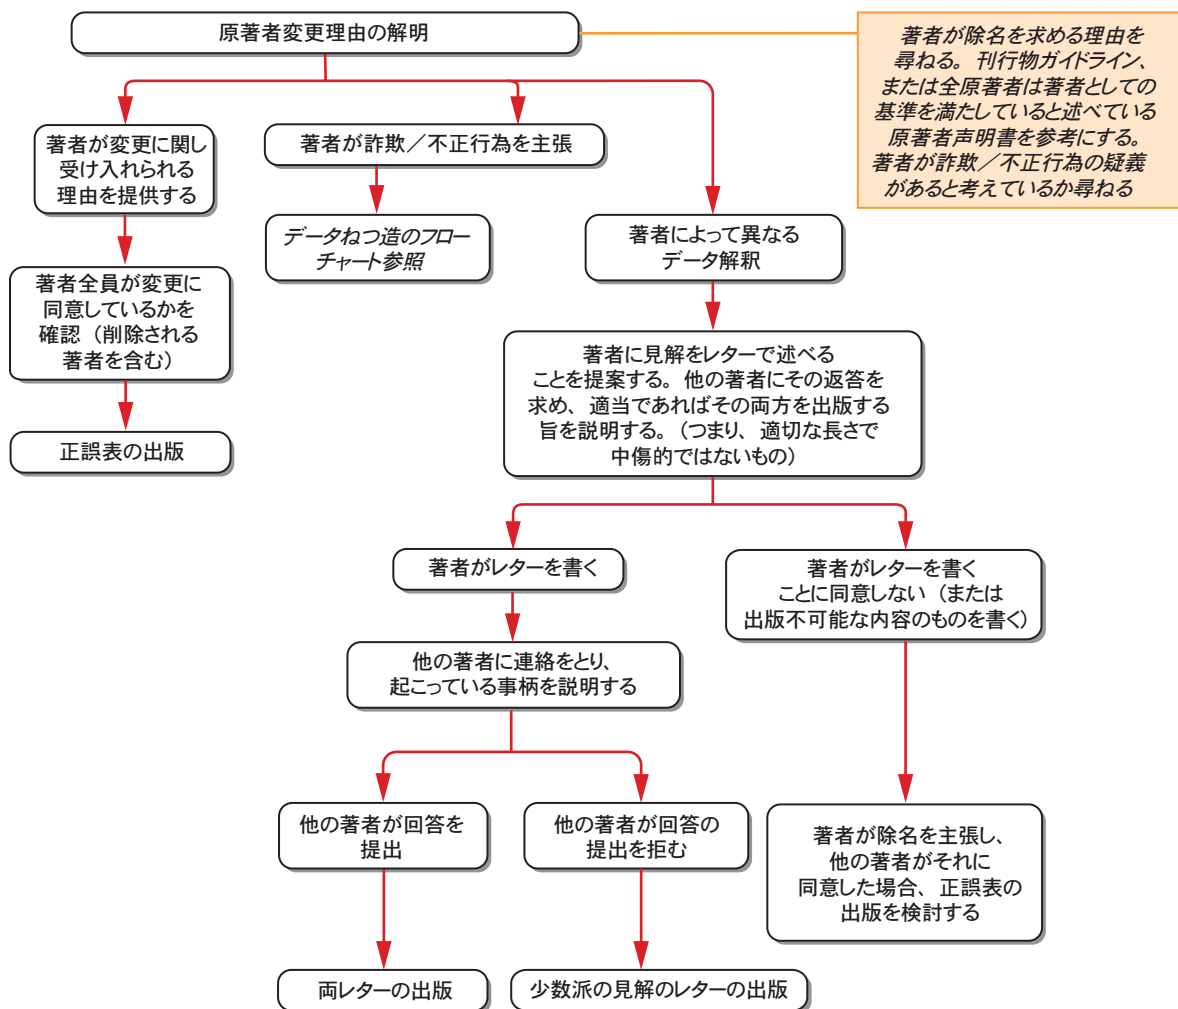 原著者変更理由の解明
著者が除名を求める理由を
尋ねる。刊行物ガイドライン、
または全原著者は著者としての
基準を満たしていると述べている
原著者声明書を参考にする。
著者が詐欺／不正行為の疑義
があると考えているか尋ねる
著者が変更に関し
受け入れられる
理由を提供する
著者が詐欺／不正行為を主張
データねつ造のフロー
チャート参照
著者によって異なる
データ解釈
著者全員が変更に
同意しているかを
確認（削除される
著者を含む）
正誤表の出版
著者に見解をレターで述べる
ことを提案する。他の著者にその返答を
求め、適当であればその両方を出版する
旨を説明する。（つまり、適切な長さで
中傷的ではないもの）
著者がレターを書く
著者がレターを書く
ことに同意しない（または
出版不可能な内容のものを書く）
他の著者に連絡をとり、
起こっている事柄を説明する
他の著者が回答を
提出
他の著者が回答の
提出を拒む
著者が除名を主張し、
他の著者がそれに
同意した場合、正誤表の
出版を検討する
両レターの出版
少数派の見解のレターの出版